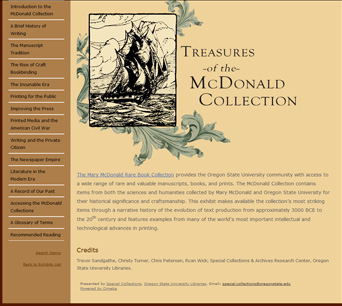 Introduction to the
McDonald Collection
A Brief History of
Writing
The Manuscript
Tradition
The Rise of Craft
Bookbinding
The Incunable Era
Printing for the Public
Improving the Press
Printed Media and the
American Civil War
Writing and the Private
Citizen
The Newspaper Empire
Literature in the
Modern Era
A Record of Our Past
Accessing the McDonald
Collections
A Glossary of Terms
Recommended Reading
Search Items
Back to Exhibits List
TREASURES
-of the-
MCDONALD
COLLECTION
The Mary McDonald Rare Book Collection provides the Oregon State University community with access
to a wide range of rare and valuable manuscripts, books, and prints. The McDonald Collection contains
items from both the sciences and humanities collected by Mary McDonald and Oregon State University for
their historical significance and craftsmanship. This exhibit makes available the collection's most striking
items through a narrative history of the evolution of text production from approximately 3000 BCE to
the 20th century and features examples from many of the world's most important intellectual and
technological advances in printing.
Credits
Trevor Sandgathe, Christy Turner, Chris Petersen, Ryan Wick; Special Collections & Archives Research Center, Oregon
State University Libraries.
Presented by Special Collections, Oregon State University Libraries. Email: special.collections@oregonstate.edu
Powered by Omeka